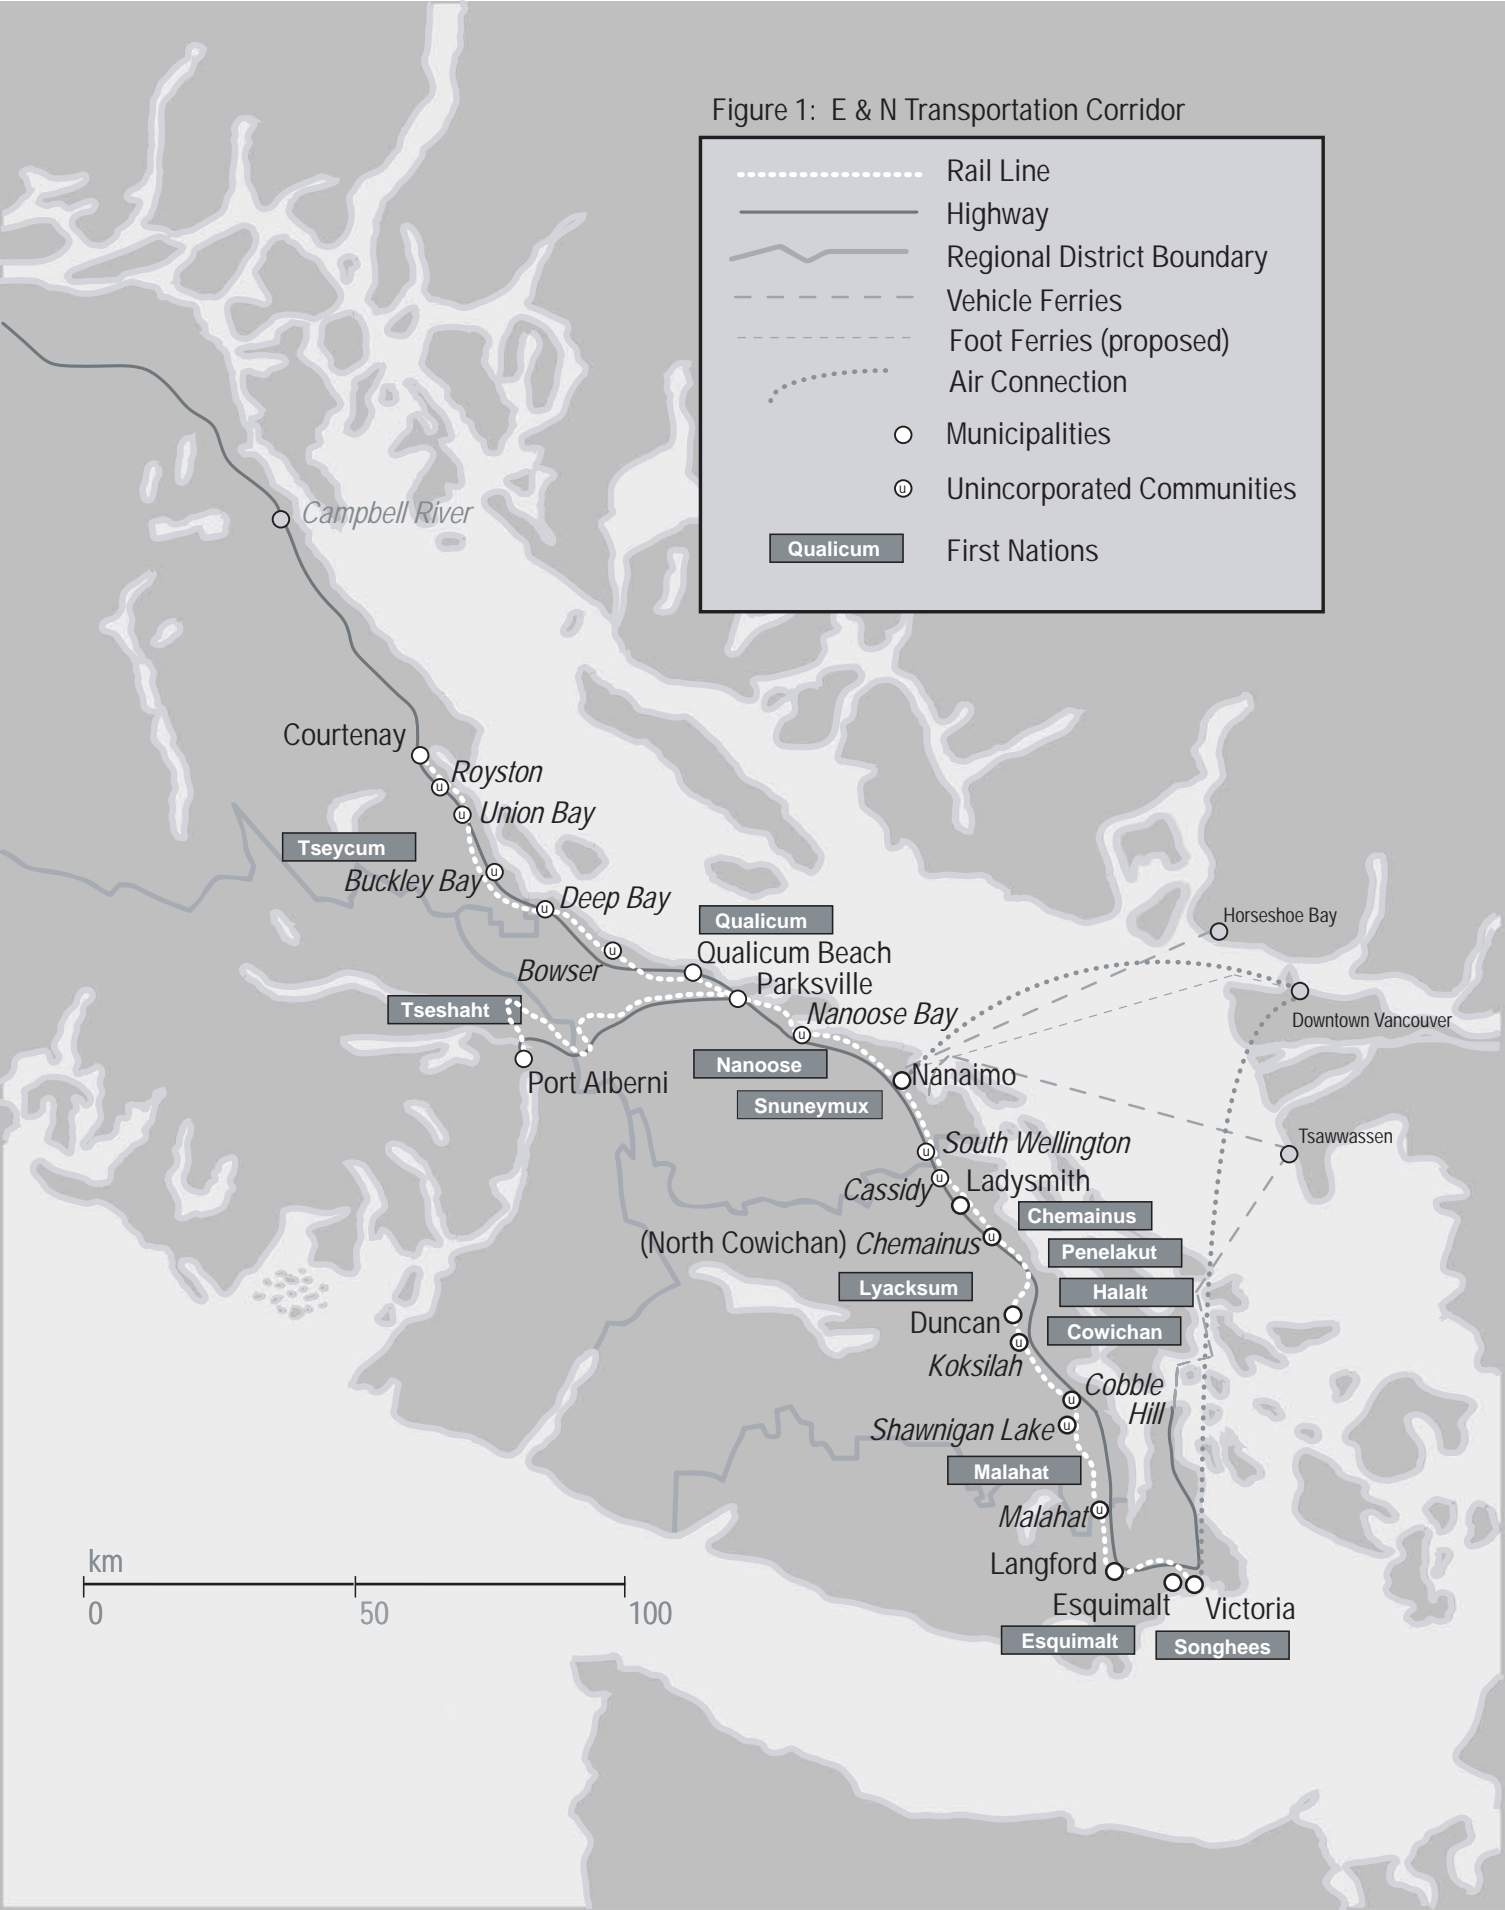 Figure 1: E & N Transportation Corridor
Rail Line
Highway
Regional District Boundary
Vehicle Ferries
Foot Ferries (proposed)
Air Connection
Municipalities
u Unincorporated Communities
Qualicum First Nations
Campbell River
Courtenay
u Royston
u Union Bay
Tseycum
Buckley Bay u
u Deep Bay
Qualicum
Horseshoe Bay
u
Qualicum Beach
Bowser
Parksville
Tseshaht
Nanoose Bay
Downtown Vancouver
u
Nanoose
Nanaimo
Port Alberni
Snuneymux
Tsawwassen
u South Wellington
Cassidy u
Ladysmith
Chemainus
(North Cowichan) Chemainus u
Penelakut
Lyacksum
Halalt
Duncan
Cowichan
u
Koksilah
u Cobble
Hill
Shawnigan Lake u
Malahat
Malahat u
km
Langford
0 50 100
Esquimalt
Victoria
Esquimalt
Songhees